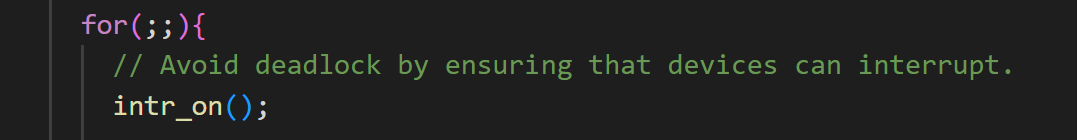 for(;;){
// Avoid deadlock by ensuring that devices can interrupt.
intr_on();